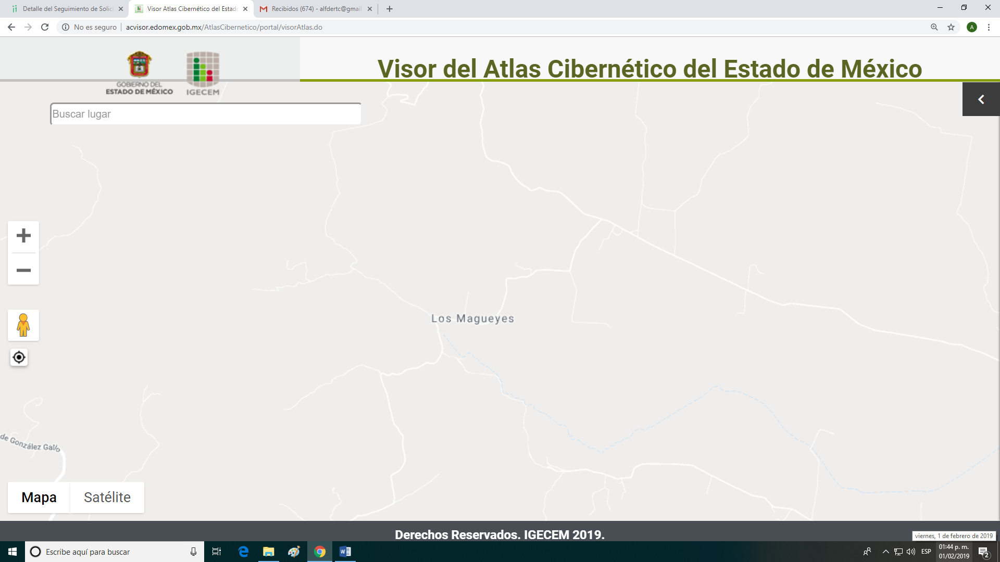 Detalle del Seguimiento de Solici
Visor Atlas Cibernético del Estado
Recibidos (674) - alfdertc@gmail.
No es seguro
acvisor.edomex.gob.mx/AtlasCibernetico/portal/visorAtlas.do
A
GOBIERNO DEL
ESTADO DE MÉXICO
IGECEM
Visor del Atlas Cibernético del Estado de México
Buscar lugar
Los Magueyes
de González Gallo
Mapa
Satélite
Derechos Reservados. IGECEM 2019.
viernes, 1 de febrero de 2019
Escribe aquí para buscar
ESP
01:44 p. m.
01/02/2019
2